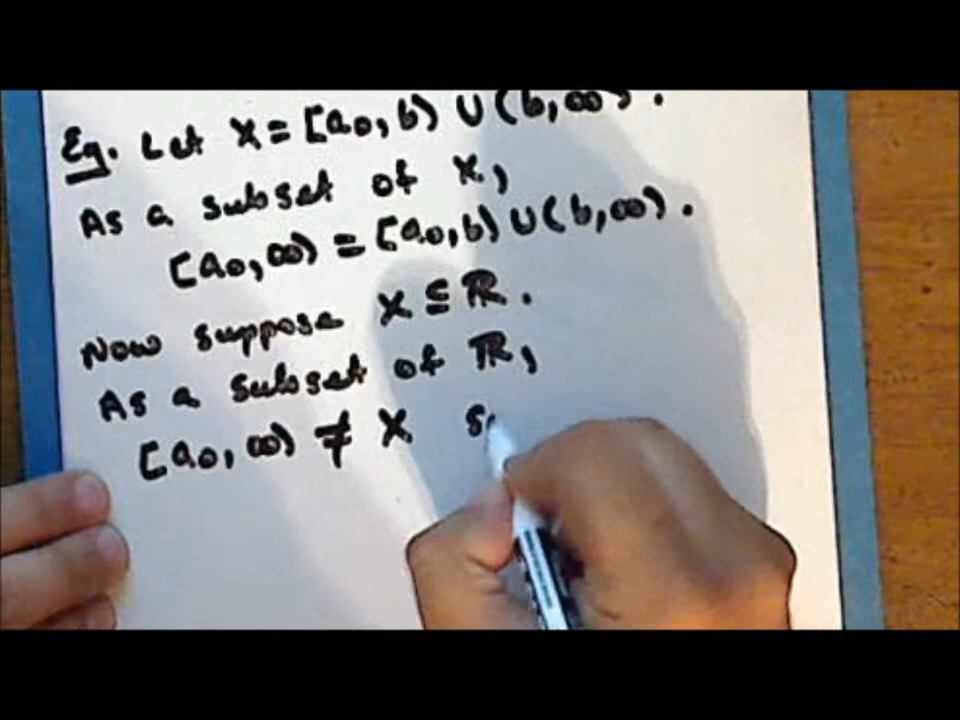 Eg. Let X = [a₀, b) ∪ (b, ∞).
As a subset of X,
[a₀, ∞) = [a₀, b) ∪ (b, ∞).
Now suppose X ⊆ ℝ.
As a subset of ℝ,
[a₀, ∞) ≠ X